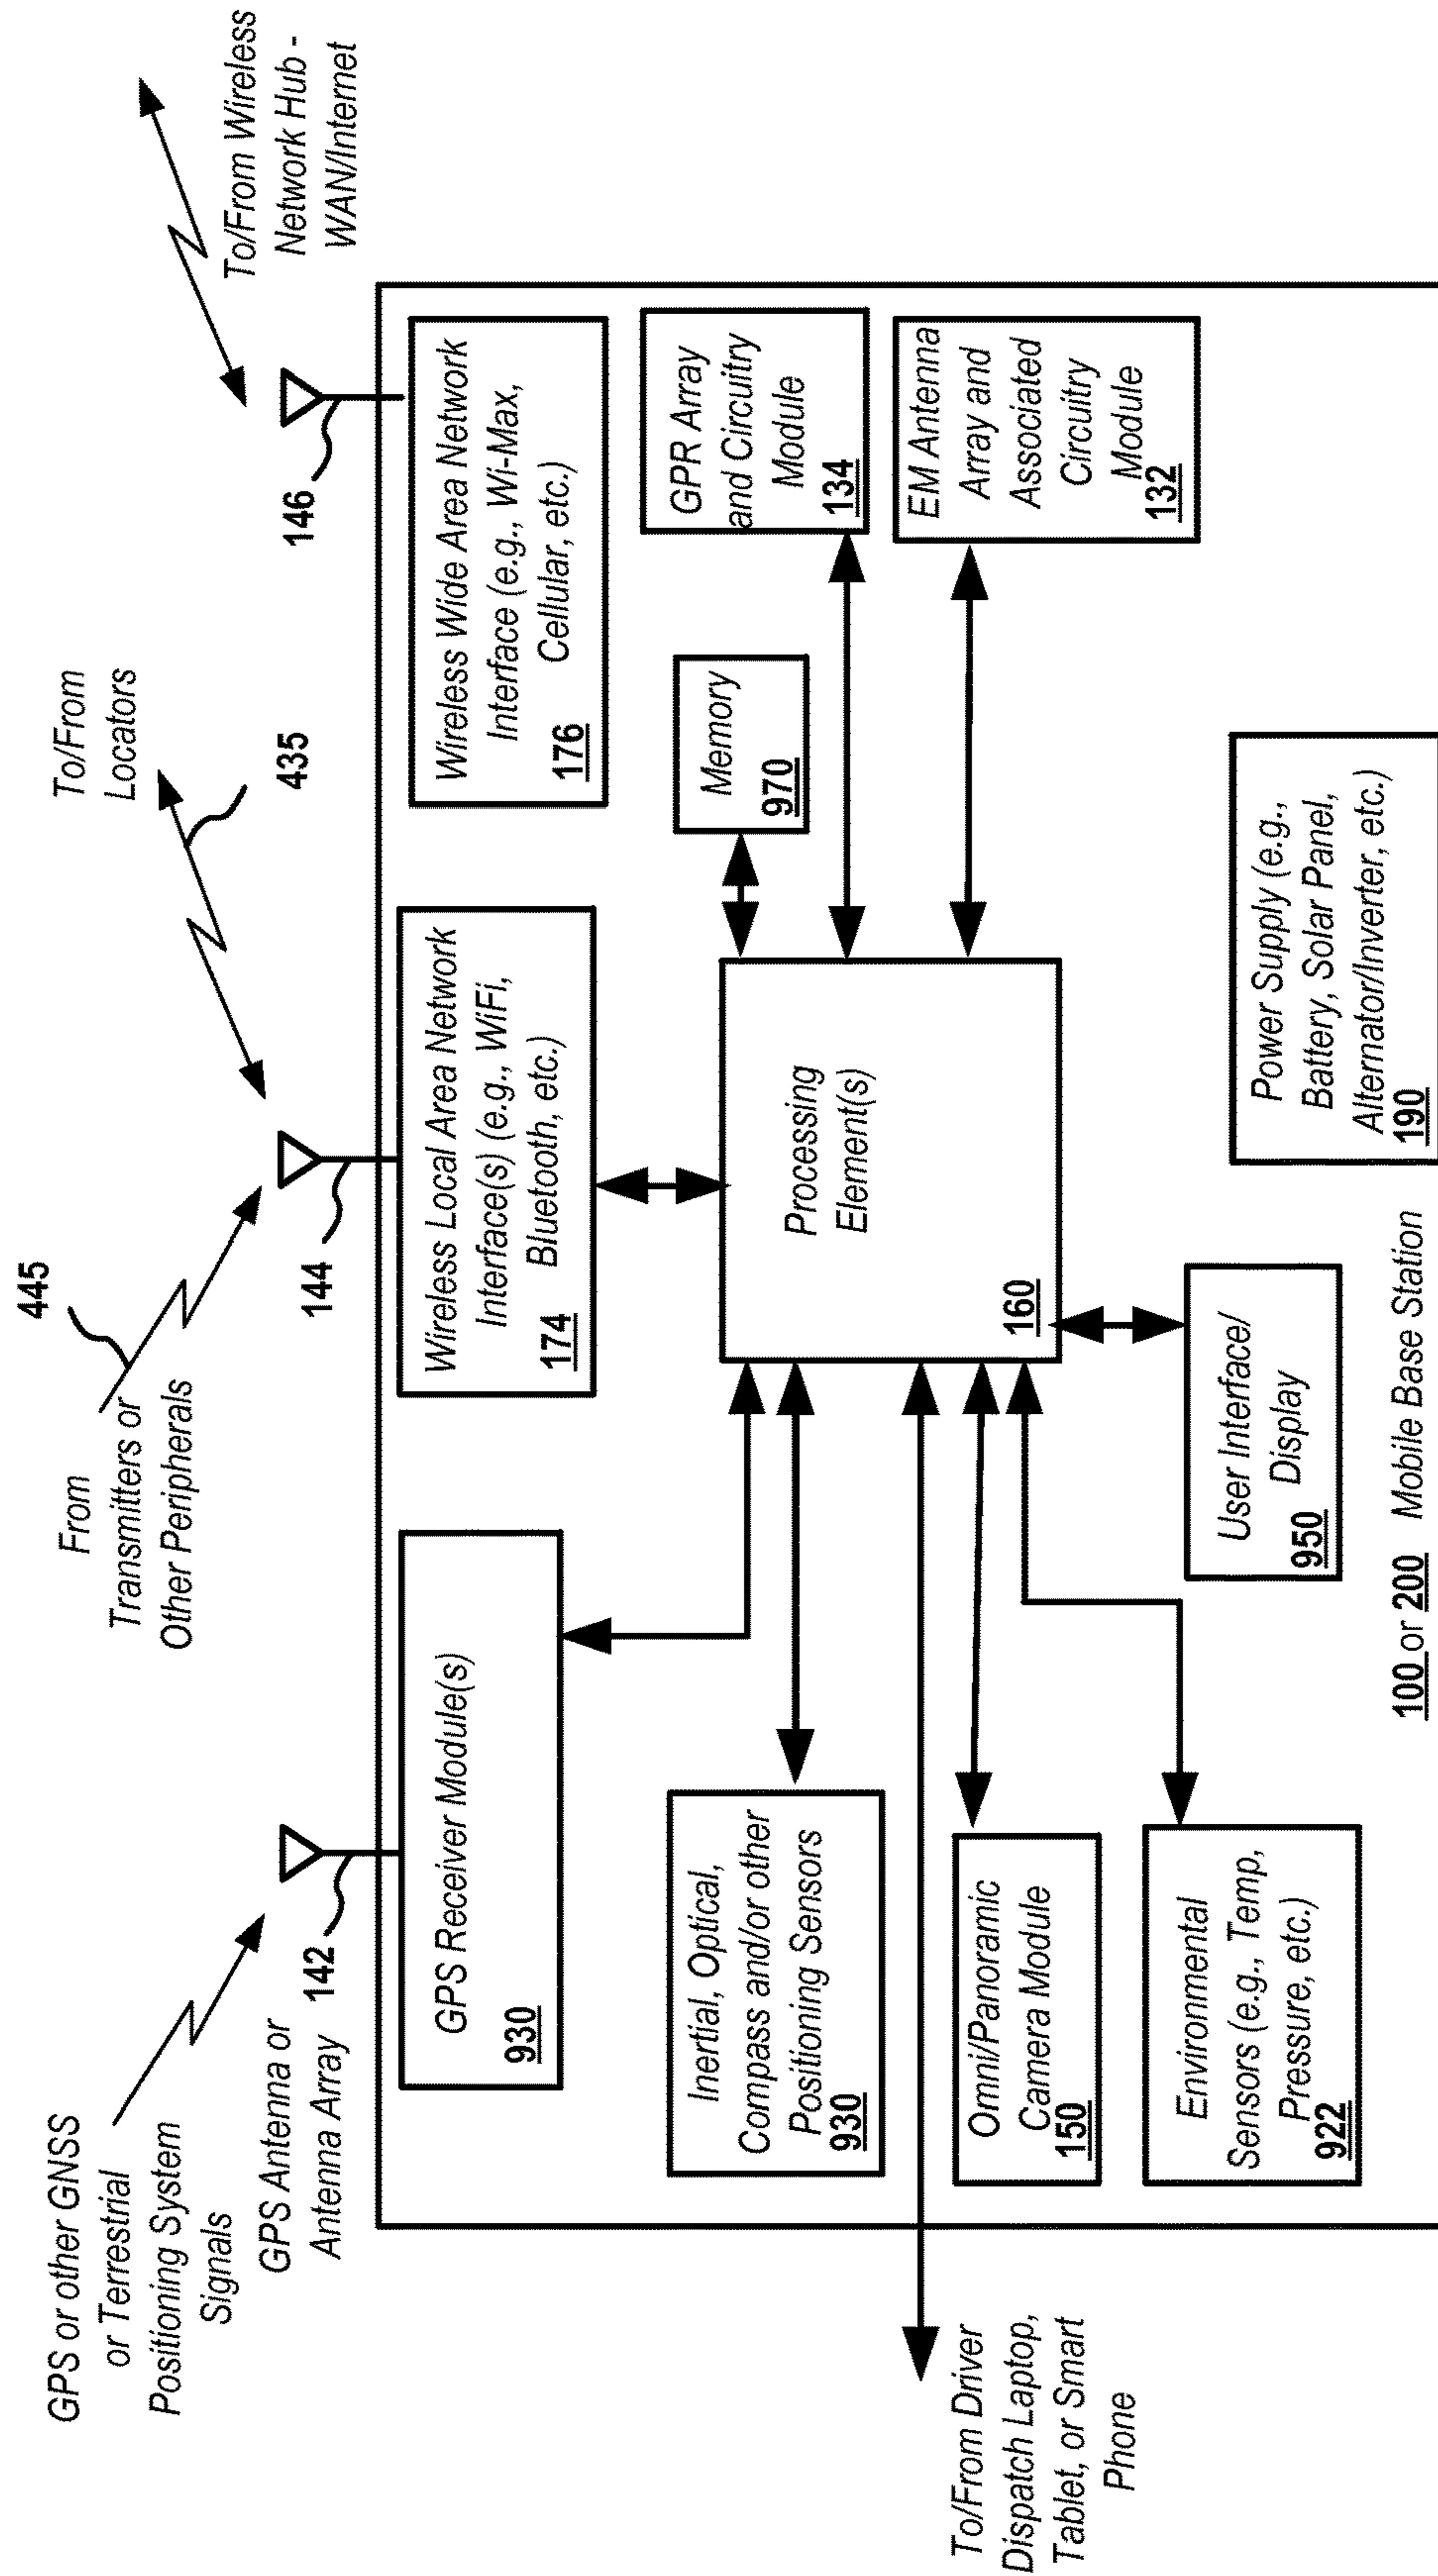 GPS or other GNSS
or Terrestrial
Positioning System
Signals
GPS Antenna or
Antenna Array
142
From
Transmitters or
Other Peripherals
445
144
To/From
Locators
435
146
To/From Wireless
Network Hub -
WAN/Internet
GPS Receiver Module(s)
930
Wireless Local Area Network
Interface(s) (e.g., WiFi,
Bluetooth, etc.)
174
Wireless Wide Area Network
Interface (e.g., Wi-Max,
Cellular, etc.)
176
Inertial, Optical,
Compass and/or other
Positioning Sensors
930
Memory
970
GPR Array
and Circuitry
Module
134
Processing
Element(s)
160
EM Antenna
Array and
Associated
Circuitry
Module
132
To/From Driver
Dispatch Laptop,
Tablet, or Smart
Phone
Omni/Panoramic
Camera Module
150
Environmental
Sensors (e.g., Temp,
Pressure, etc.)
922
User Interface/
Display
950
Power Supply (e.g.,
Battery, Solar Panel,
Alternator/Inverter, etc.)
190
100 or 200 Mobile Base Station